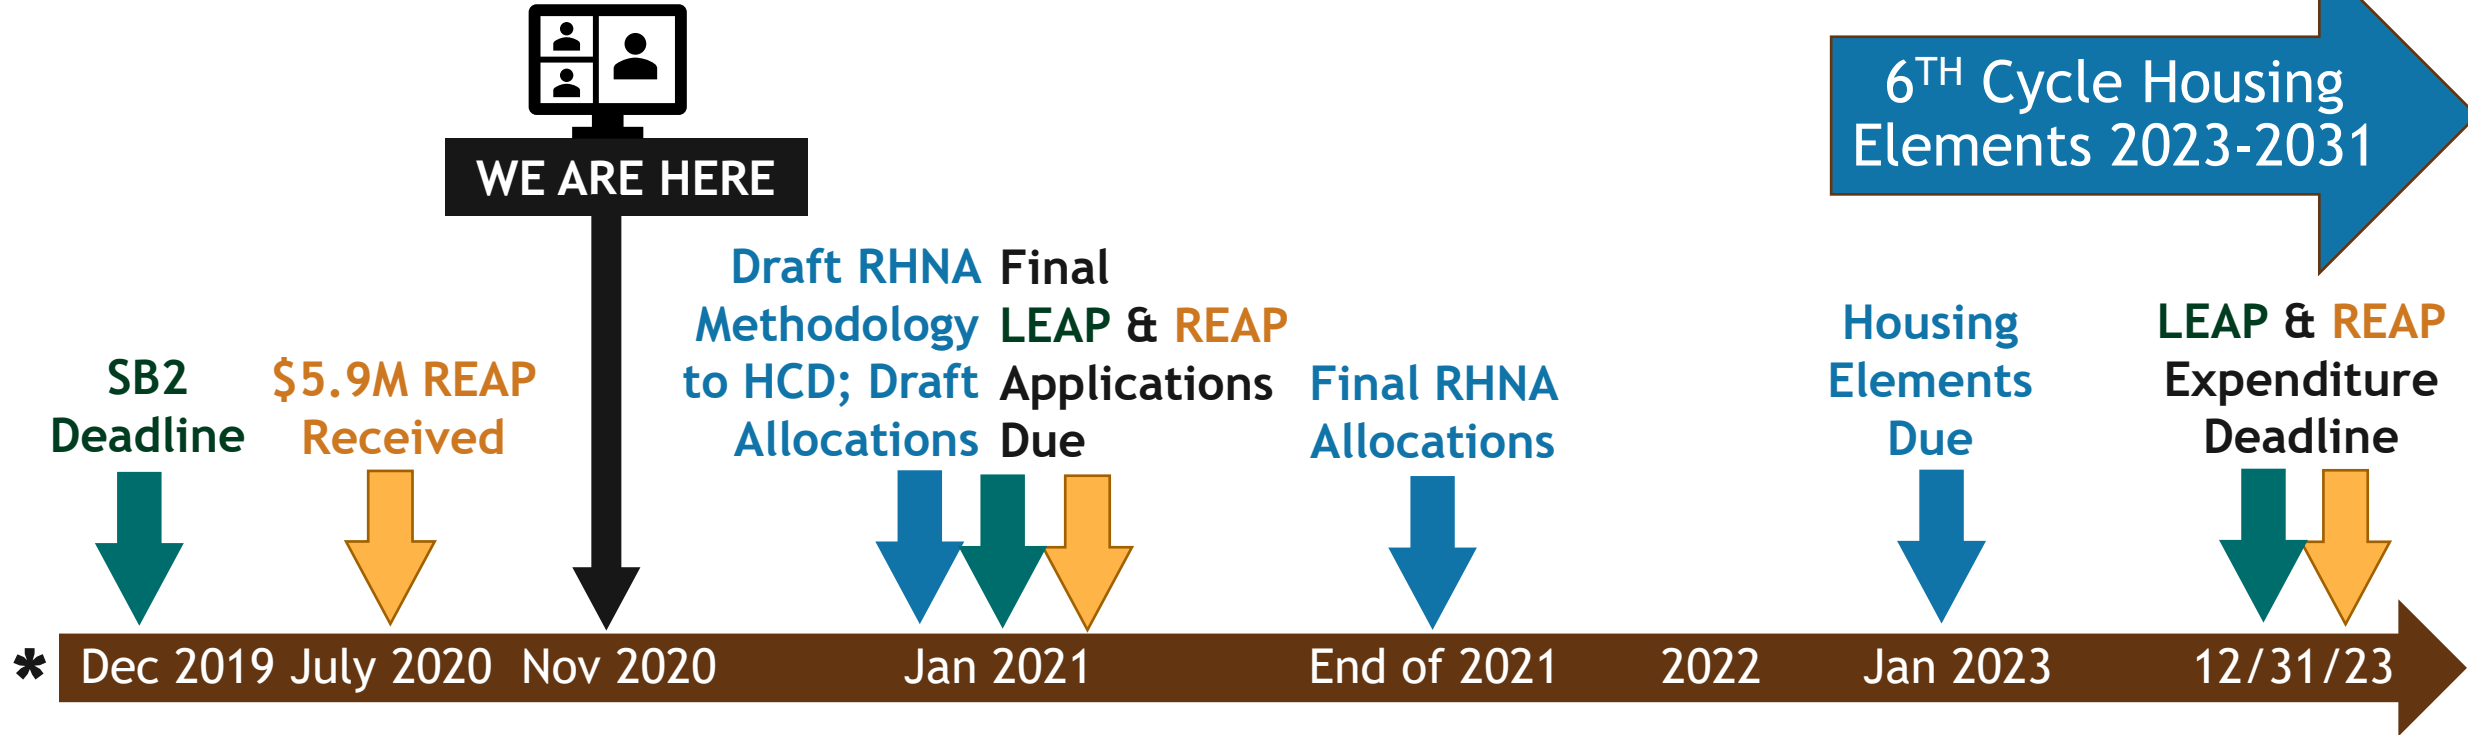 6TH Cycle Housing
Elements 2023-2031
WE ARE HERE
SB2
Deadline
$5.9M REAP
Received
Draft RHNA
Methodology
to HCD; Draft
Allocations
Final
LEAP & REAP
Applications
Due
Final RHNA
Allocations
Housing
Elements
Due
LEAP & REAP
Expenditure
Deadline
* Dec 2019 July 2020 Nov 2020 Jan 2021 End of 2021 2022 Jan 2023 12/31/23